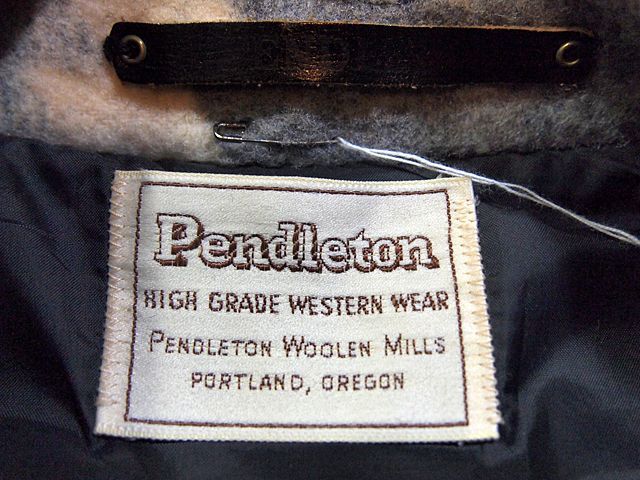 Pendleton
HIGH GRADE WESTERN WEAR
PENDLETON WOOLEN MILLS
PORTLAND, OREGON